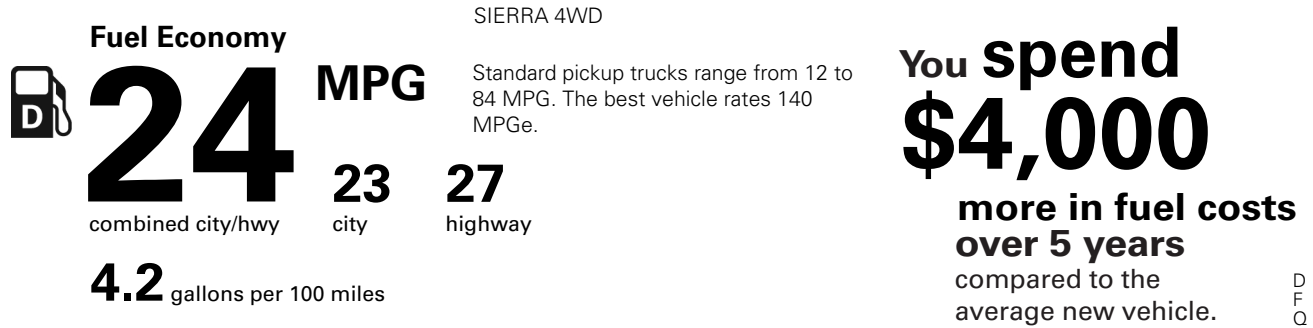 SIERRA 4WD
Fuel Economy
D
24
MPG
Standard pickup trucks range from 12 to
84 MPG. The best vehicle rates 140
MPGe.
23
27
combined city/hwy
city
highway
4.2 gallons per 100 miles
You spend
$4,000
more in fuel costs
over 5 years
compared to the
average new vehicle.
D
F
Q